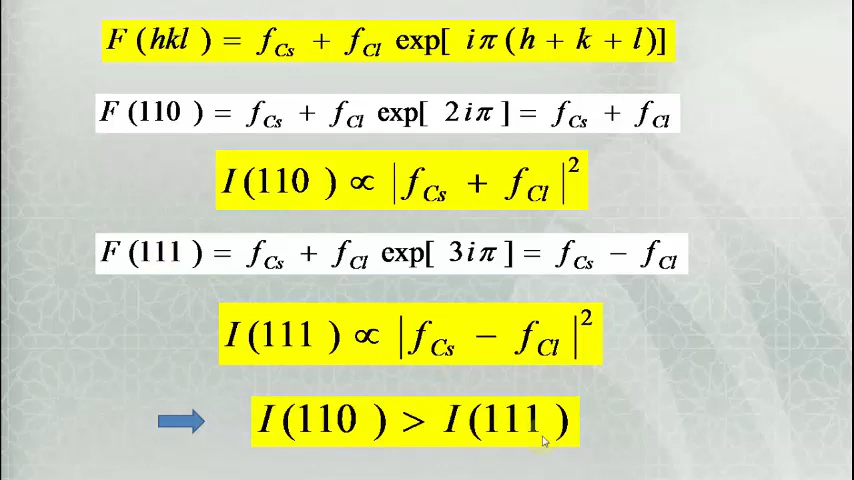 F (hkl ) = f_Cs + f_Cl exp[ iπ (h + k + l)]
F (110 ) = f_Cs + f_Cl exp[ 2iπ ] = f_Cs + f_Cl
I (110 ) ∝ |f_Cs + f_Cl|²
F (111 ) = f_Cs + f_Cl exp[ 3iπ ] = f_Cs − f_Cl
I (111 ) ∝ |f_Cs − f_Cl|²
I (110 ) > I (111 )